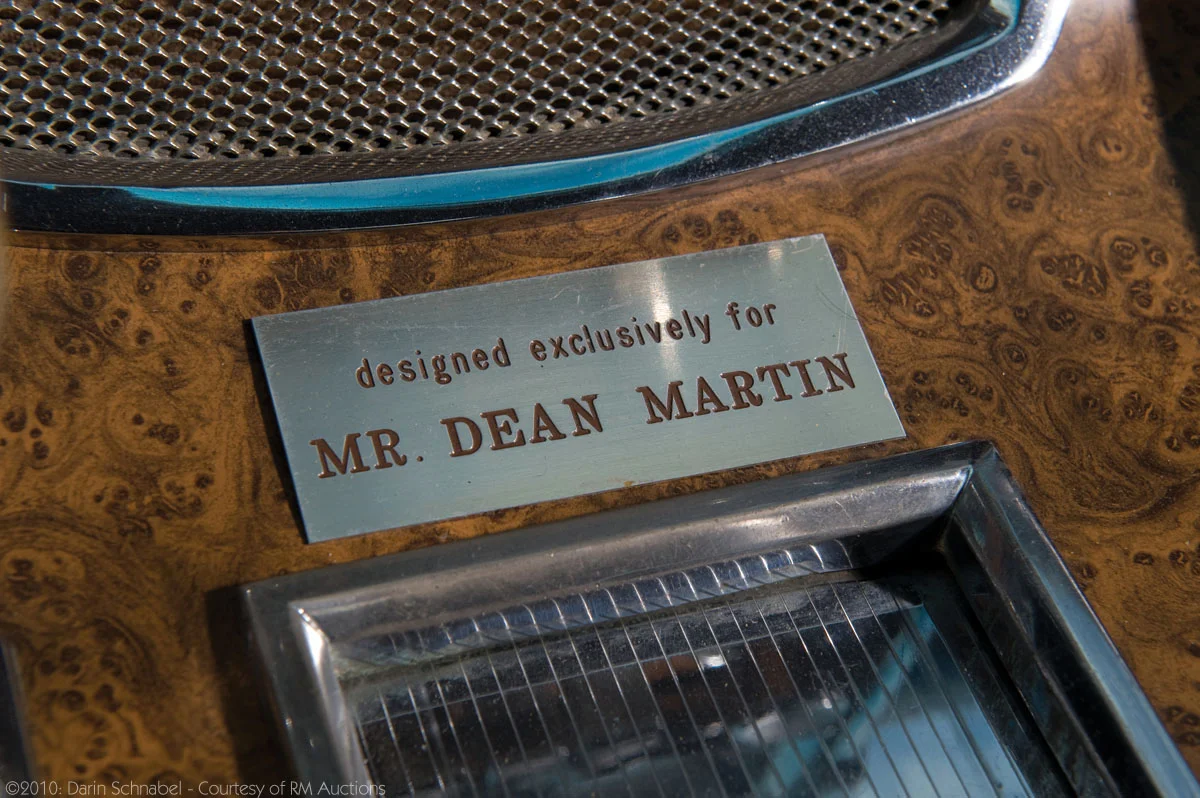 designed exclusively for
MR. DEAN MARTIN
©2010: Darin Schnabel - Courtesy of RM Auctions